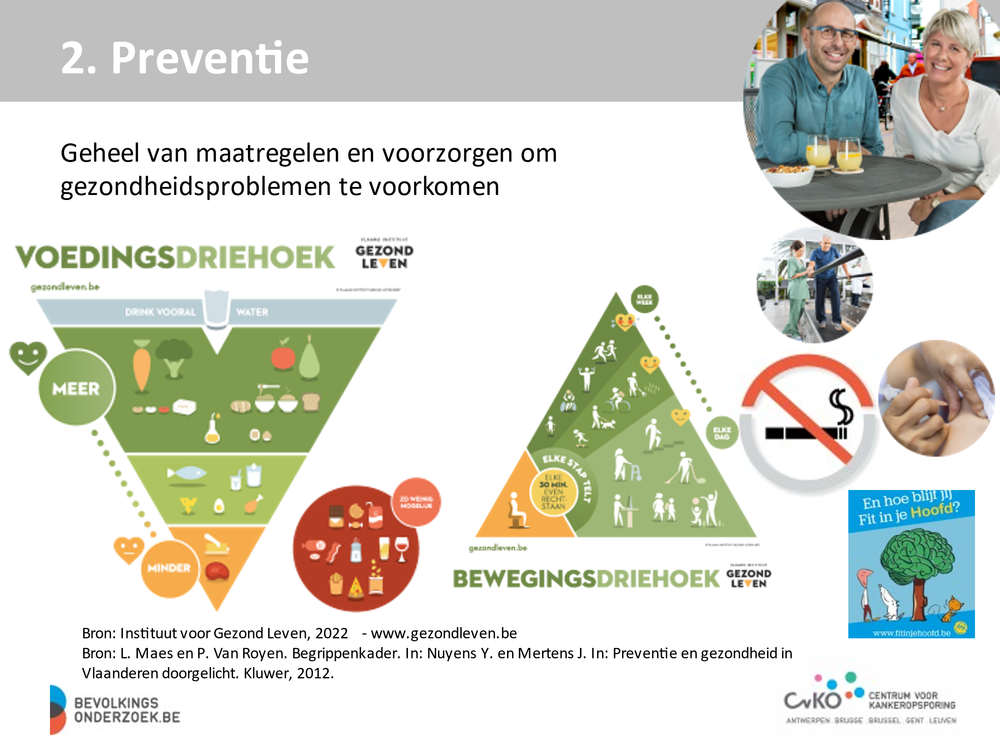 2. Preventie
Geheel van maatregelen en voorzorgen om
gezondheidsproblemen te voorkomen
VOEDINGSDRIEHOEK
VLAAMS INSTITUUT
GEZOND
LEVEN
gezondleven.be
DRINK VOORAL WATER
MEER
MINDER
ZO WEINIG
MOGELIJK
ELKE
WEEK
ELKE
DAG
ELKE STAP TELT
ELKE
30 MIN.
EVEN
RECHT-
STAAN
gezondleven.be
BEWEGINGSDRIEHOEK
VLAAMS INSTITUUT
GEZOND
LEVEN
En hoe blijf jij
Fit in je Hoofd?
www.fitinjehoofd.be
Bron: Instituut voor Gezond Leven, 2022 - www.gezondleven.be
Bron: L. Maes en P. Van Royen. Begrippenkader. In: Nuyens Y. en Mertens J. In: Preventie en gezondheid in
Vlaanderen doorgelicht. Kluwer, 2012.
BEVOLKINGS
ONDERZOEK.BE
CvKO
CENTRUM VOOR
KANKEROPSPORING
ANTWERPEN . BRUGGE . BRUSSEL . GENT . LEUVEN